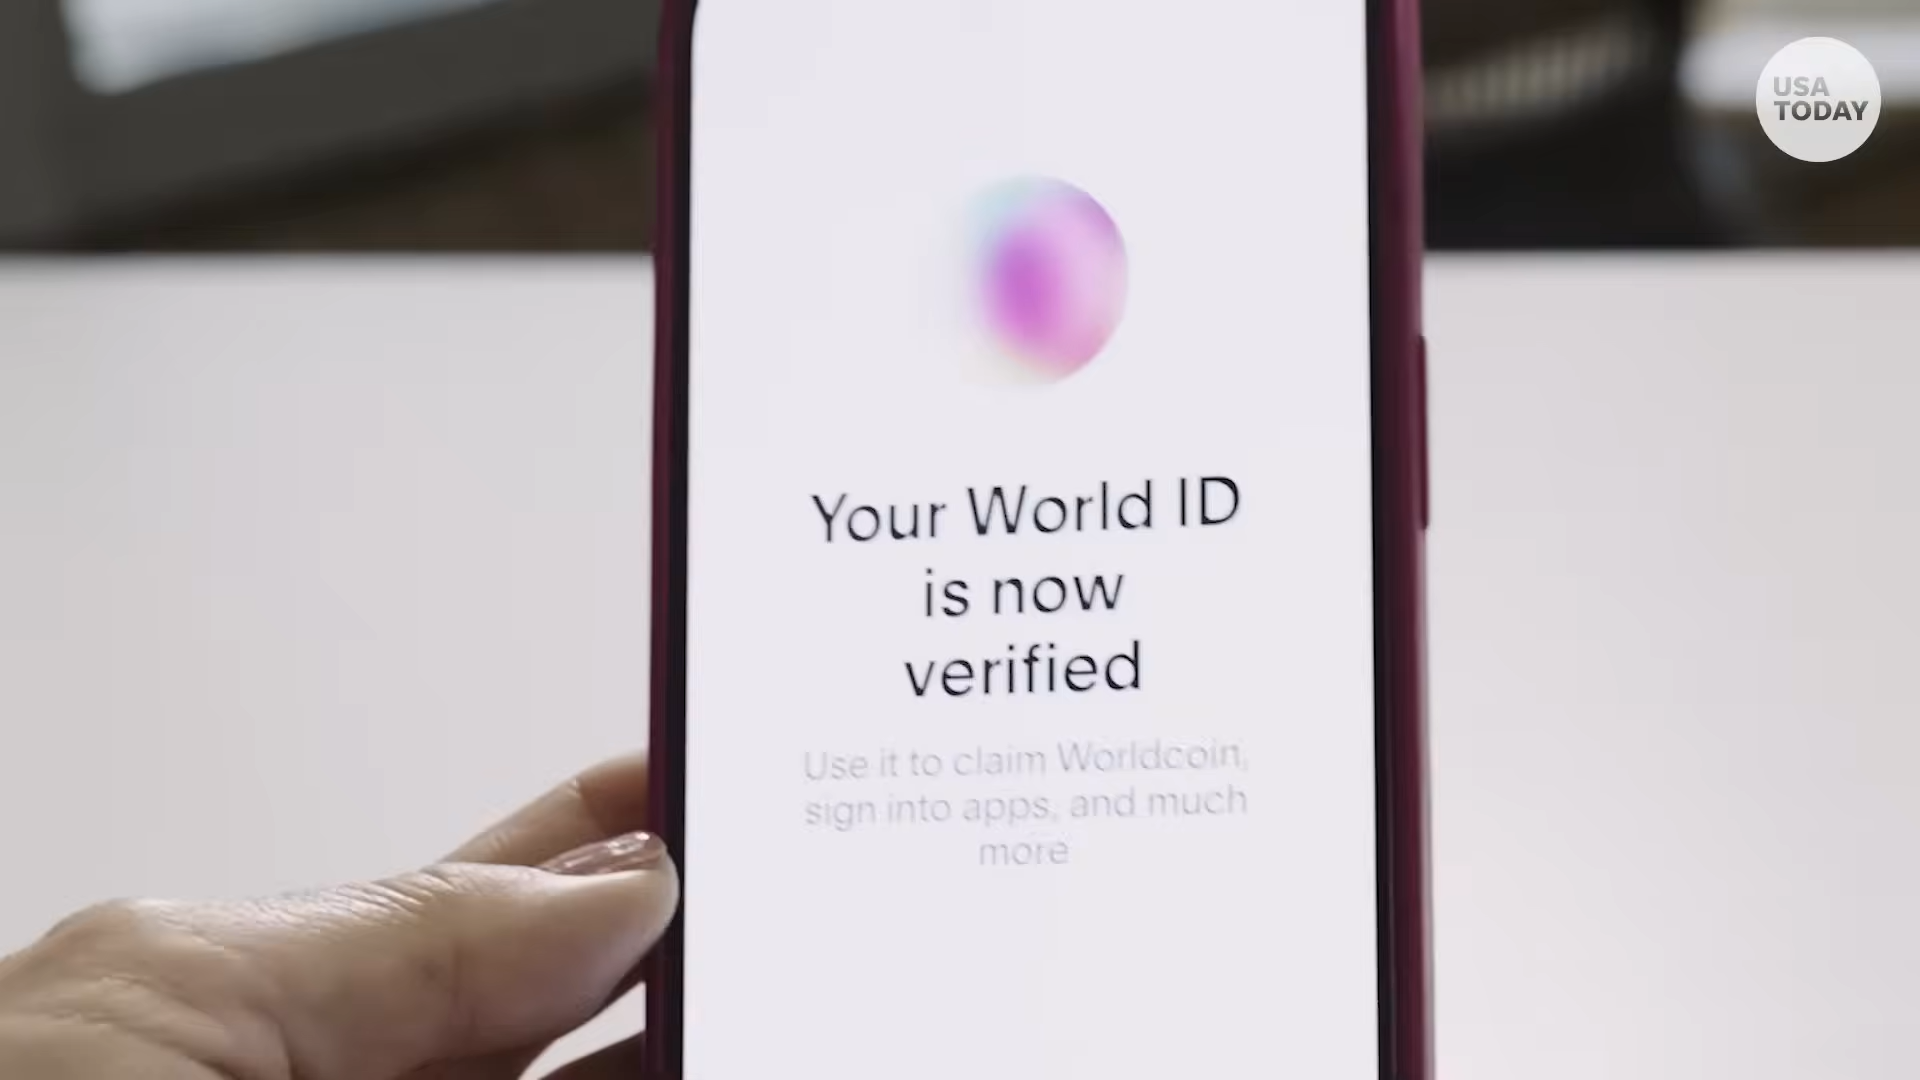 USA
TODAY
Your World ID
is now
verified
Use it to claim Worldcoin,
sign into apps, and much
more